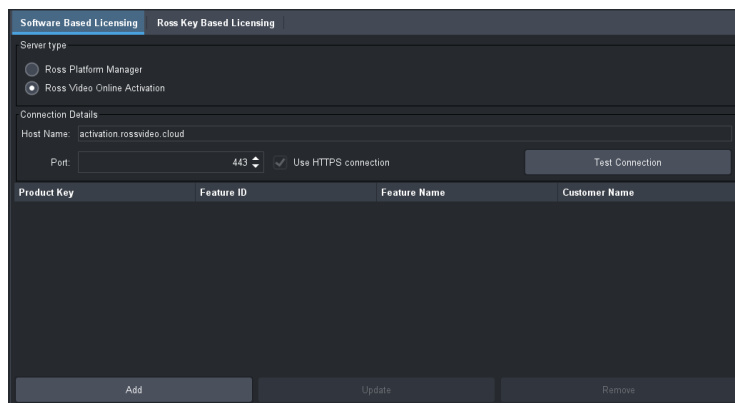 Software Based Licensing Ross Key Based Licensing
Server type
Ross Platform Manager
Ross Video Online Activation
Connection Details
Host Name: activation.rossvideo.cloud
Port: 443 Use HTTPS connection Test Connection
Product Key Feature ID Feature Name Customer Name
Add Update Remove